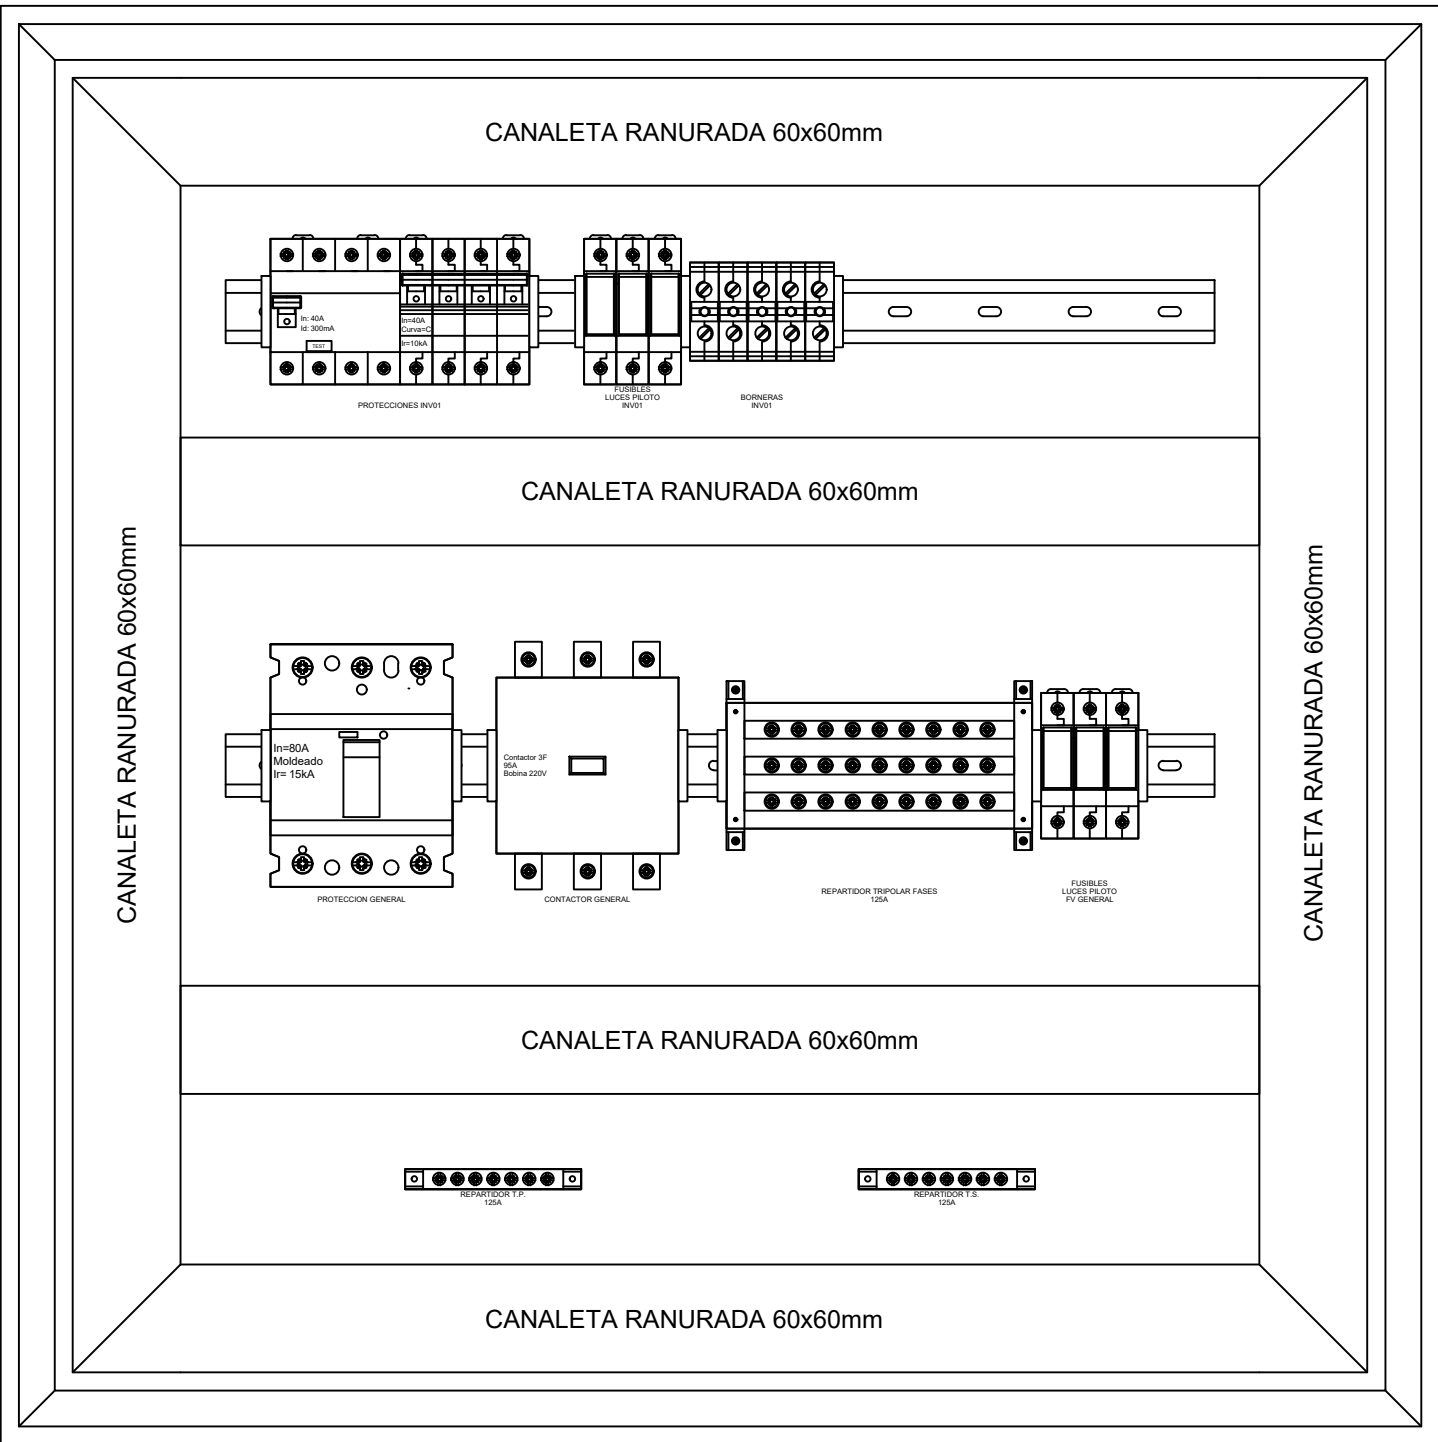 CANALETA RANURADA 60x60mm
In: 40A
Id: 300mA
TEST
In=40A
Curva=C
Ir=10kA
PROTECCIONES INV01
FUSIBLES
LUCES PILOTO
INV01
BORNERAS
INV01
CANALETA RANURADA 60x60mm
CANALETA RANURADA 60x60mm
CANALETA RANURADA 60x60mm
In=80A
Moldeado
Ir= 15kA
PROTECCION GENERAL
Contactor 3F
95A
Bobina 220V
CONTACTOR GENERAL
REPARTIDOR TRIPOLAR FASES
125A
FUSIBLES
LUCES PILOTO
FV GENERAL
CANALETA RANURADA 60x60mm
REPARTIDOR T.P.
125A
REPARTIDOR T.S.
125A
CANALETA RANURADA 60x60mm